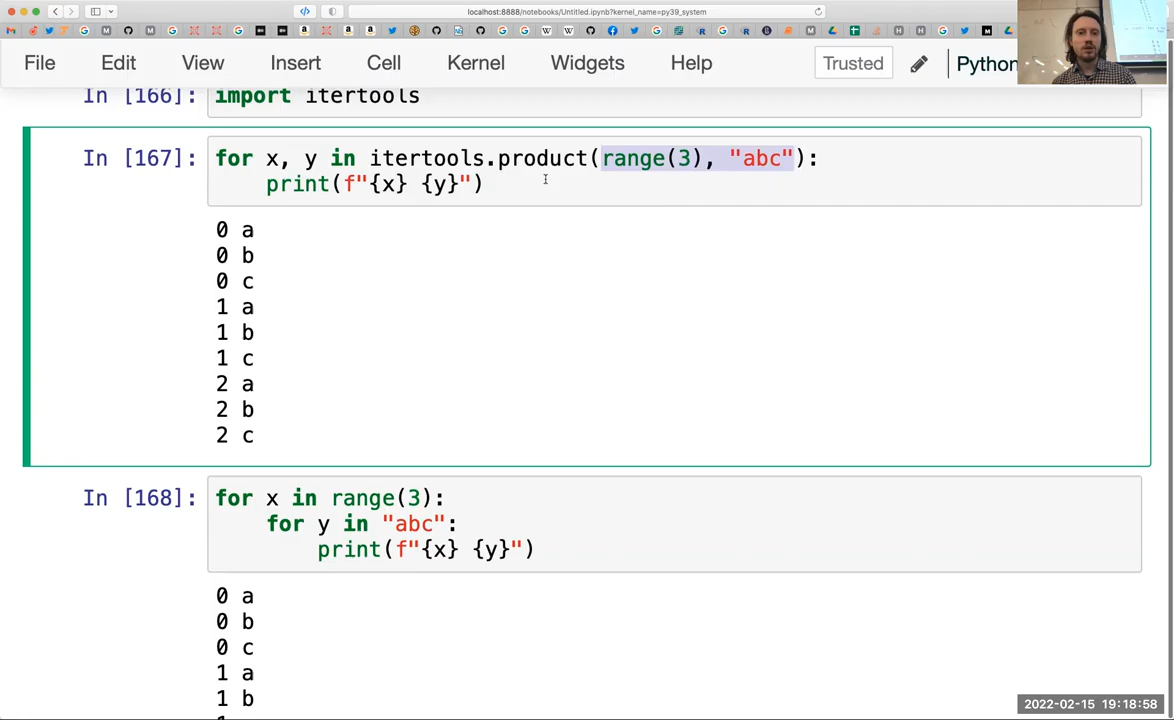 localhost:8888/notebooks/Untitled.ipynb?kernel_name=py39_system
File Edit View Insert Cell Kernel Widgets Help Trusted Python
In [166]: import itertools
In [167]: for x, y in itertools.product(range(3), "abc"):
print(f"{x} {y}")
0 a
0 b
0 c
1 a
1 b
1 c
2 a
2 b
2 c
In [168]: for x in range(3):
for y in "abc":
print(f"{x} {y}")
0 a
0 b
0 c
1 a
1 b
2022-02-15 19:18:58